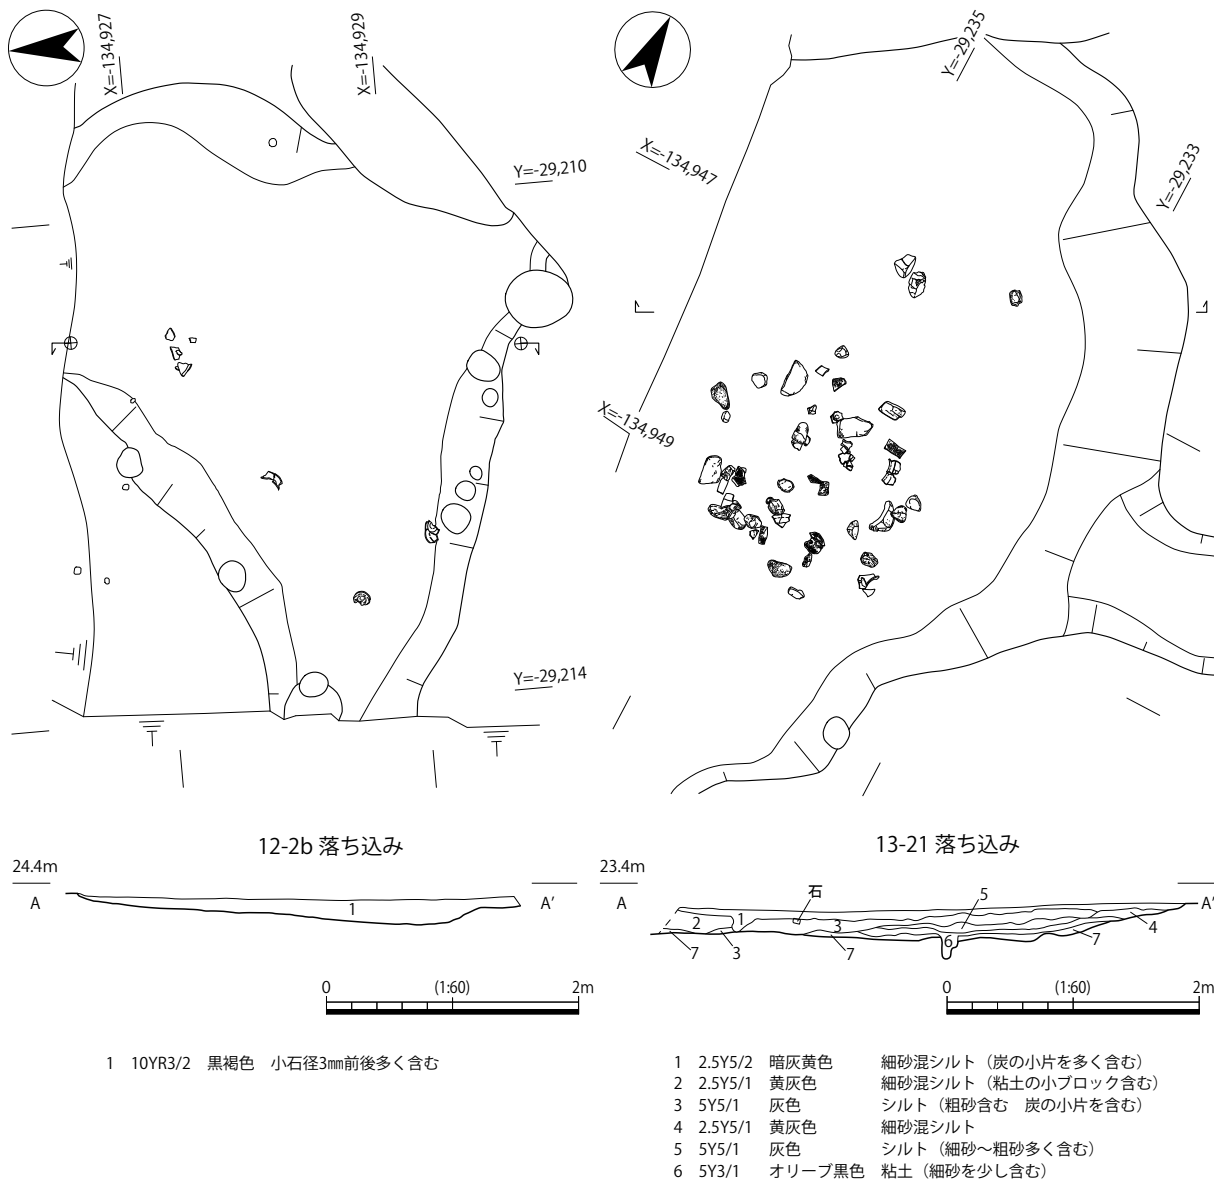 X=-134,927
X=-134,929
Y=-29,210
Y=-29,214
Y=-29,235
X=-134,947
Y=-29,233
X=-134,949
12-2b 落ち込み
24.4m
A
A’
1
0 (1:60) 2m
1 10YR3/2 黒褐色 小石径3㎜前後多く含む
13-21 落ち込み
23.4m
A
A’
石
5
2
1
3
6
4
7
3
7
7
0 (1:60) 2m
1 2.5Y5/2 暗灰黄色 細砂混シルト（炭の小片を多く含む）
2 2.5Y5/1 黄灰色 細砂混シルト（粘土の小ブロック含む）
3 5Y5/1 灰色 シルト（粗砂含む 炭の小片を含む）
4 2.5Y5/1 黄灰色 細砂混シルト
5 5Y5/1 灰色 シルト（細砂～粗砂多く含む）
6 5Y3/1 オリーブ黒色 粘土（細砂を少し含む）